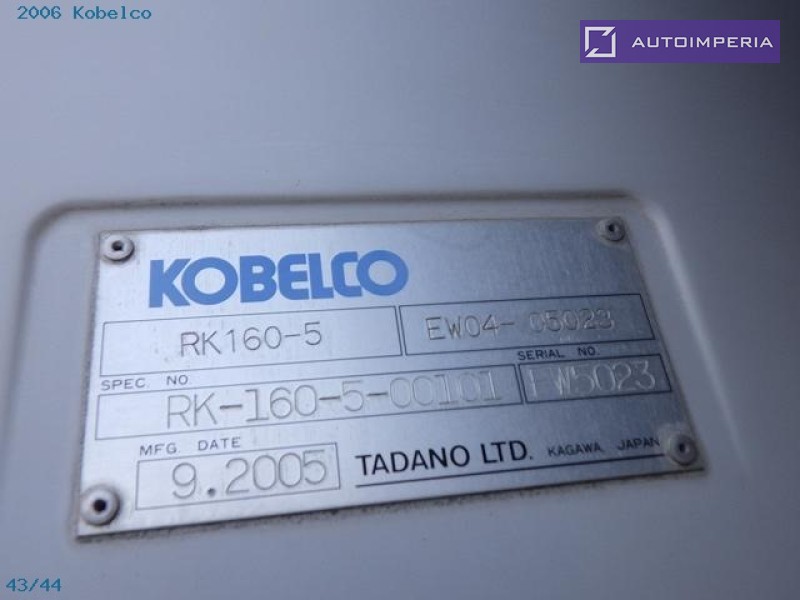 2006 Kobelco
AUTOIMPERIA
KOBELCO
RK160-5
EW04- 05023
SPEC. NO.
SERIAL NO.
RK-160-5-00101
EW5023
MFG. DATE
9.2005
TADANO LTD. KAGAWA, JAPAN
43/44